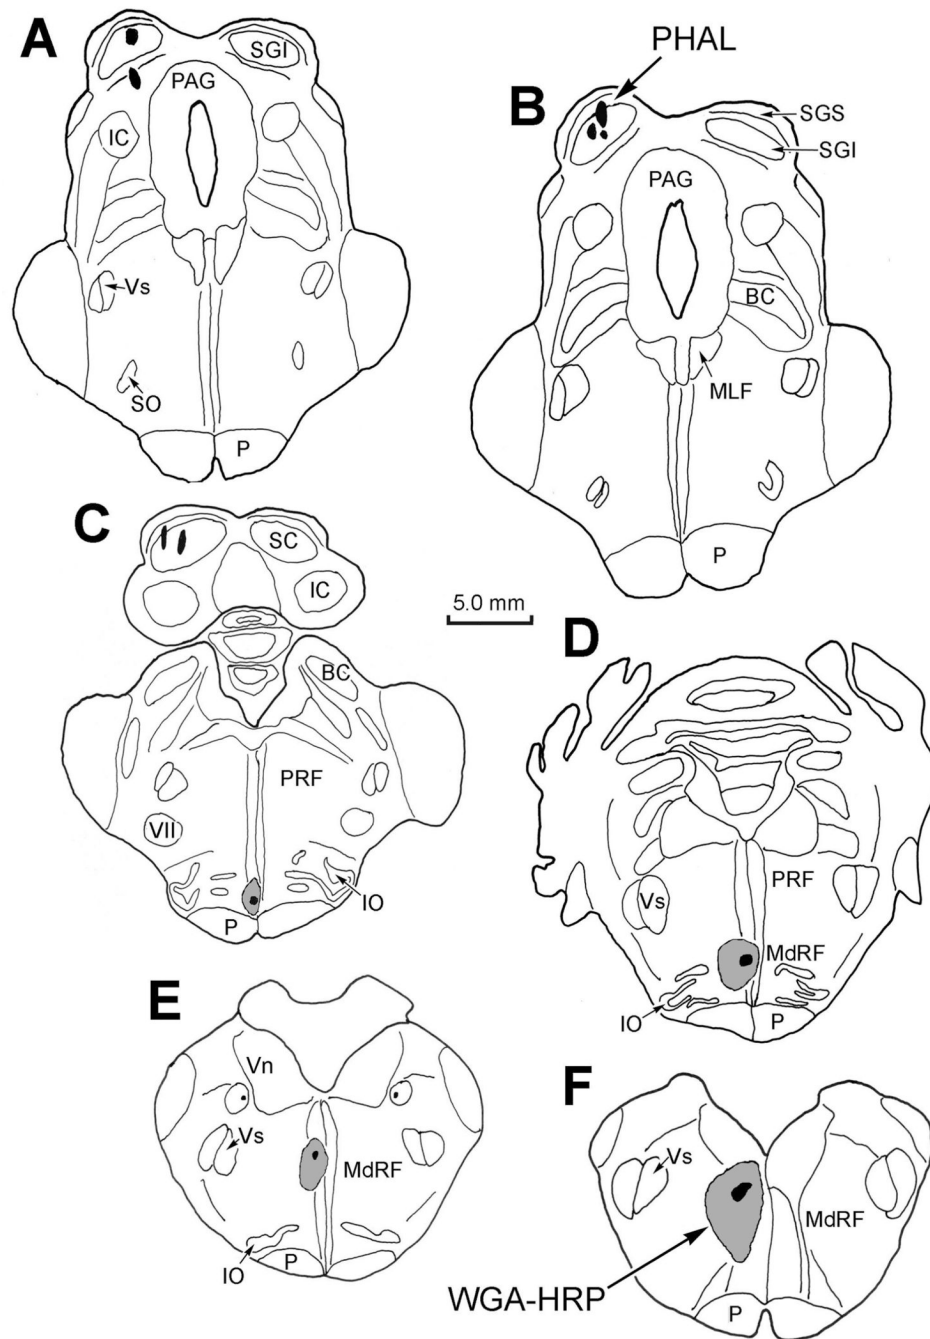 A
SGI
PAG
IC
Vs
SO
P
PHAL
B
SGS
SGI
PAG
BC
MLF
P
C
SC
IC
5.0 mm
BC
PRF
VII
IO
P
D
PRF
Vs
MdRF
IO
P
E
Vn
Vs
MdRF
IO
P
F
Vs
MdRF
WGA-HRP
P